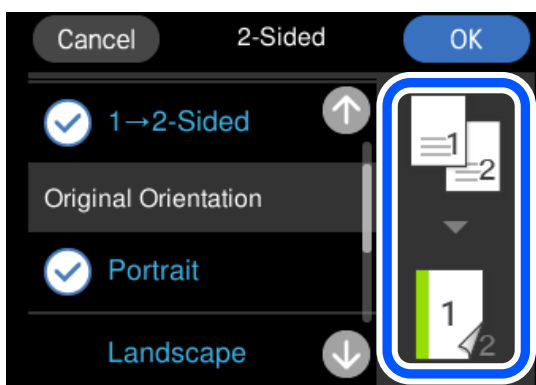 Cancel 2-Sided OK
1→2-Sided
Original Orientation
Portrait
Landscape
1
2
1
2